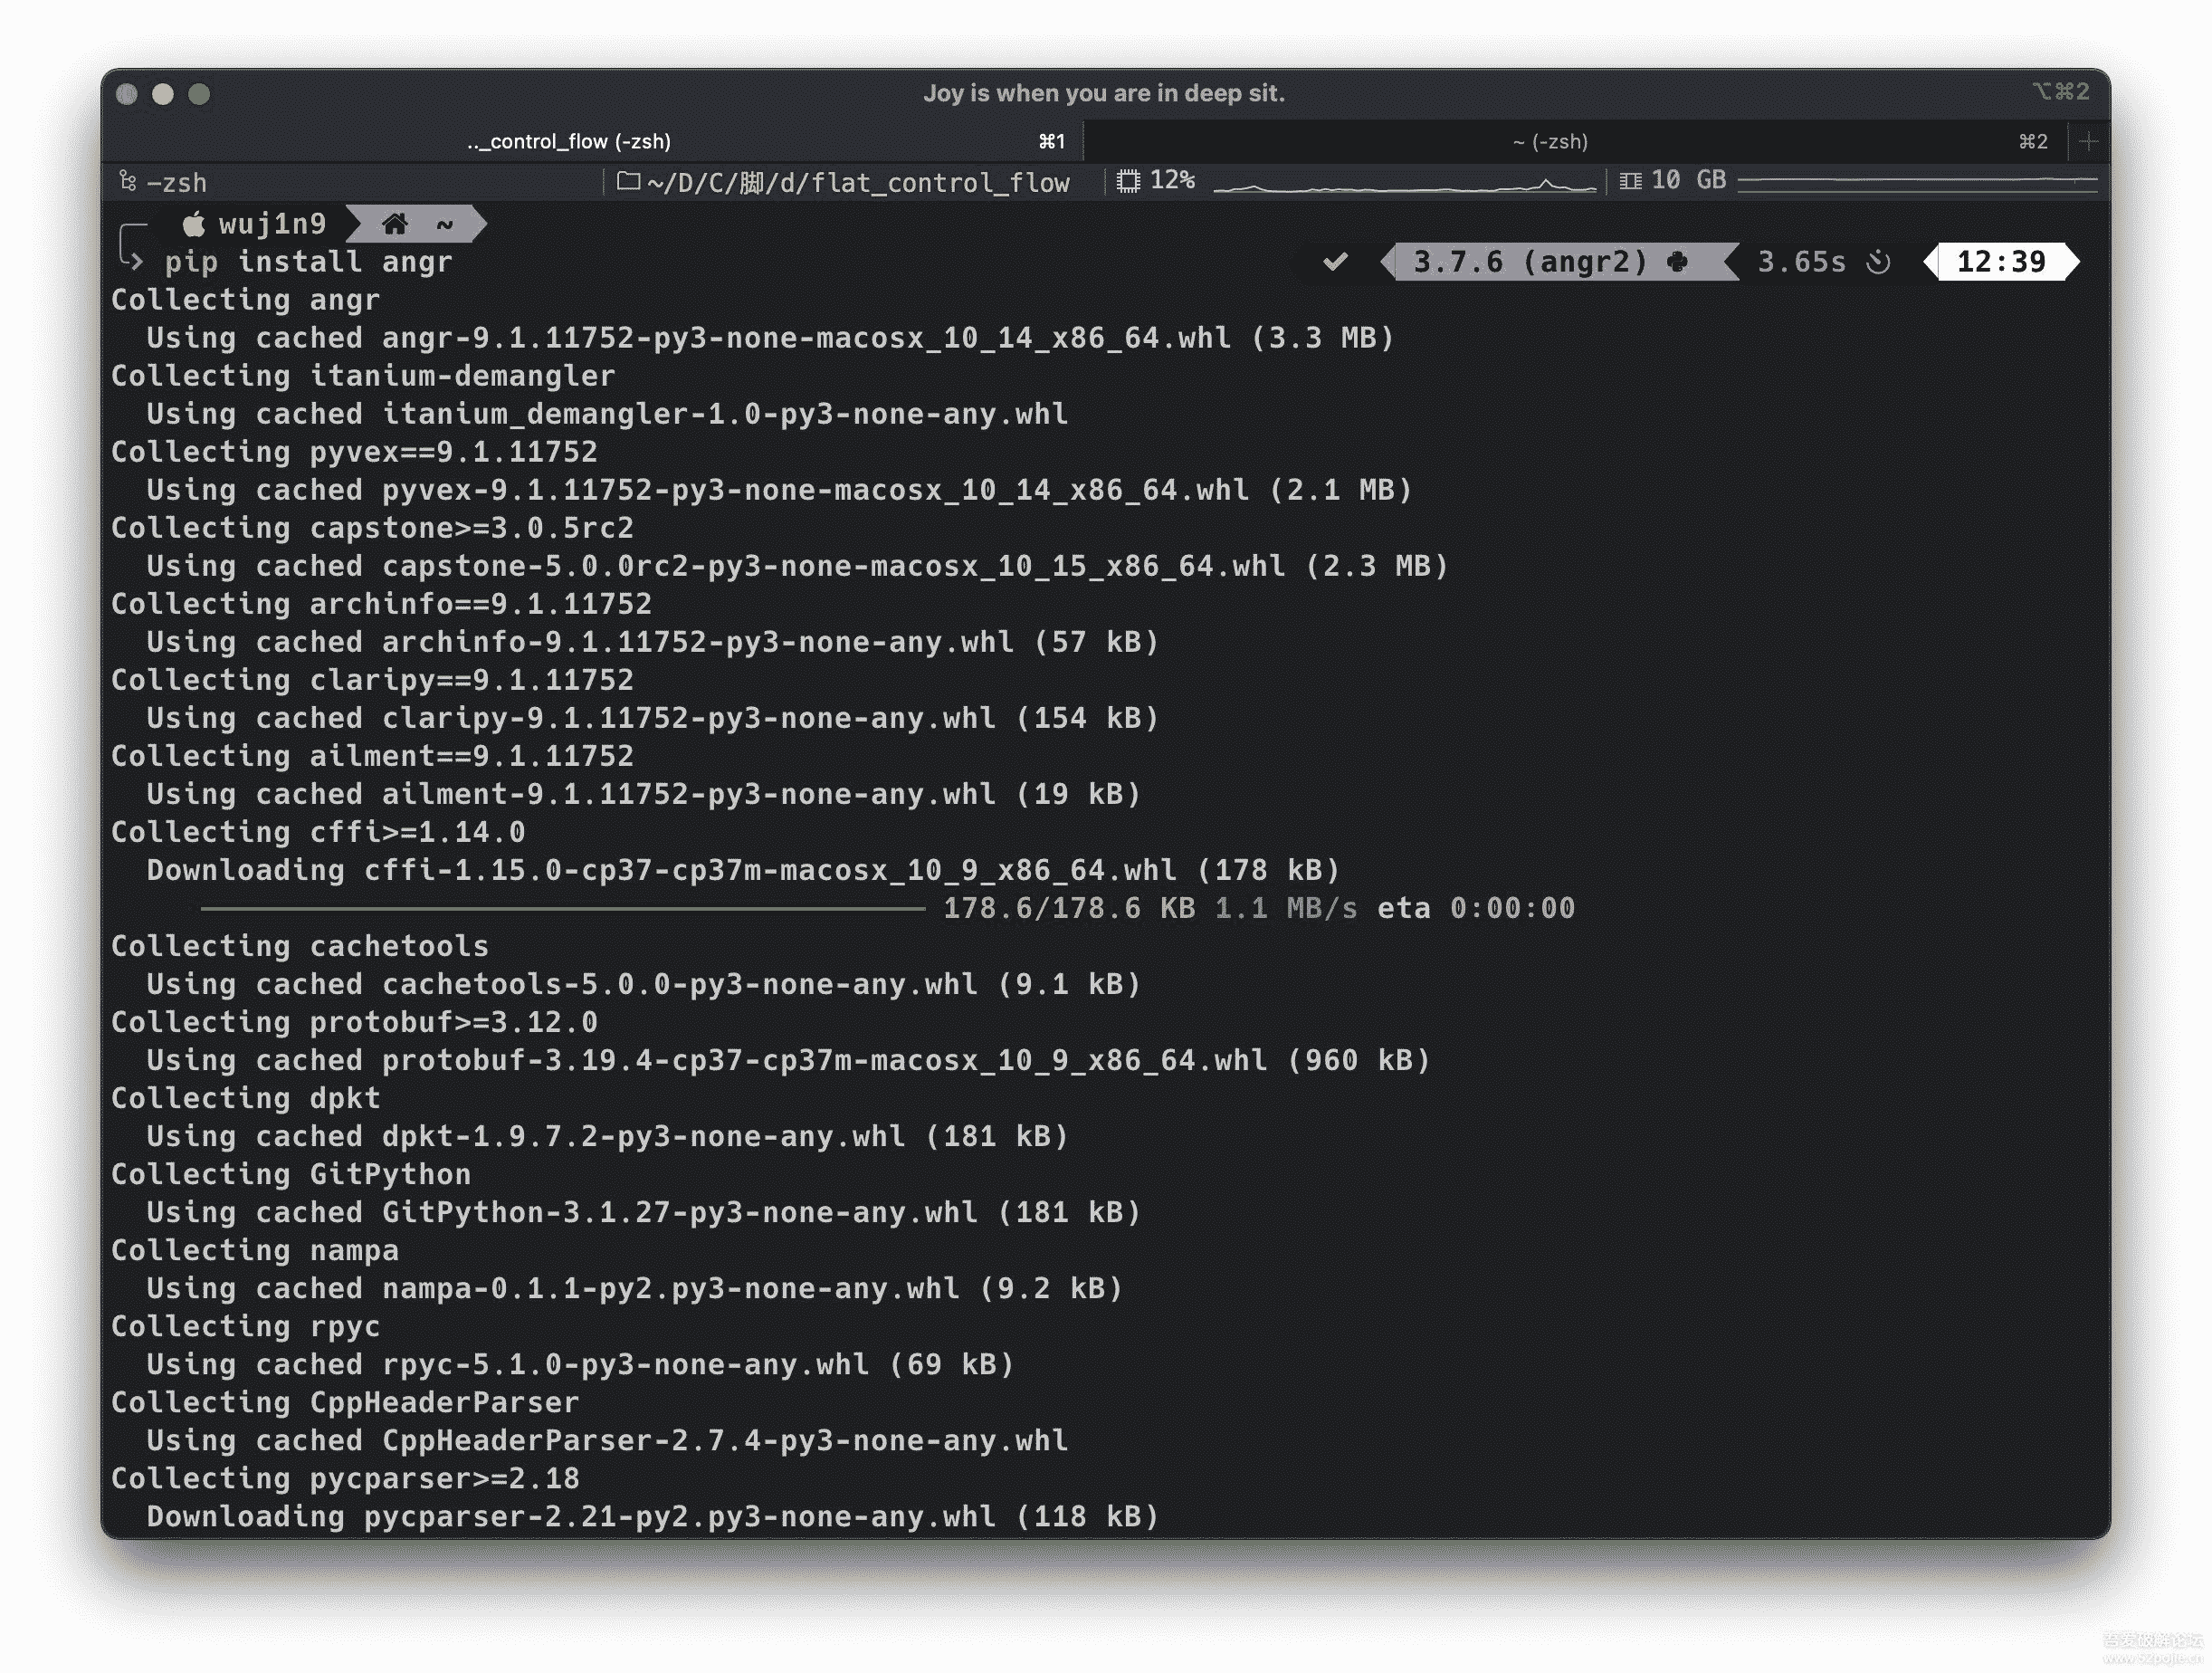 Joy is when you are in deep sit.
⌥⌘2
.._control_flow (-zsh) ⌘1
~ (-zsh) ⌘2
-zsh
~/D/C/脚/d/flat_control_flow
12%
10 GB
wuj1n9 ~
pip install angr
3.7.6 (angr2) 3.65s 12:39
Collecting angr
Using cached angr-9.1.11752-py3-none-macosx_10_14_x86_64.whl (3.3 MB)
Collecting itanium-demangler
Using cached itanium_demangler-1.0-py3-none-any.whl
Collecting pyvex==9.1.11752
Using cached pyvex-9.1.11752-py3-none-macosx_10_14_x86_64.whl (2.1 MB)
Collecting capstone>=3.0.5rc2
Using cached capstone-5.0.0rc2-py3-none-macosx_10_15_x86_64.whl (2.3 MB)
Collecting archinfo==9.1.11752
Using cached archinfo-9.1.11752-py3-none-any.whl (57 kB)
Collecting claripy==9.1.11752
Using cached claripy-9.1.11752-py3-none-any.whl (154 kB)
Collecting ailment==9.1.11752
Using cached ailment-9.1.11752-py3-none-any.whl (19 kB)
Collecting cffi>=1.14.0
Downloading cffi-1.15.0-cp37-cp37m-macosx_10_9_x86_64.whl (178 kB)
178.6/178.6 KB 1.1 MB/s eta 0:00:00
Collecting cachetools
Using cached cachetools-5.0.0-py3-none-any.whl (9.1 kB)
Collecting protobuf>=3.12.0
Using cached protobuf-3.19.4-cp37-cp37m-macosx_10_9_x86_64.whl (960 kB)
Collecting dpkt
Using cached dpkt-1.9.7.2-py3-none-any.whl (181 kB)
Collecting GitPython
Using cached GitPython-3.1.27-py3-none-any.whl (181 kB)
Collecting nampa
Using cached nampa-0.1.1-py2.py3-none-any.whl (9.2 kB)
Collecting rpyc
Using cached rpyc-5.1.0-py3-none-any.whl (69 kB)
Collecting CppHeaderParser
Using cached CppHeaderParser-2.7.4-py3-none-any.whl
Collecting pycparser>=2.18
Downloading pycparser-2.21-py2.py3-none-any.whl (118 kB)
吾爱破解论坛
www.52pojie.cn